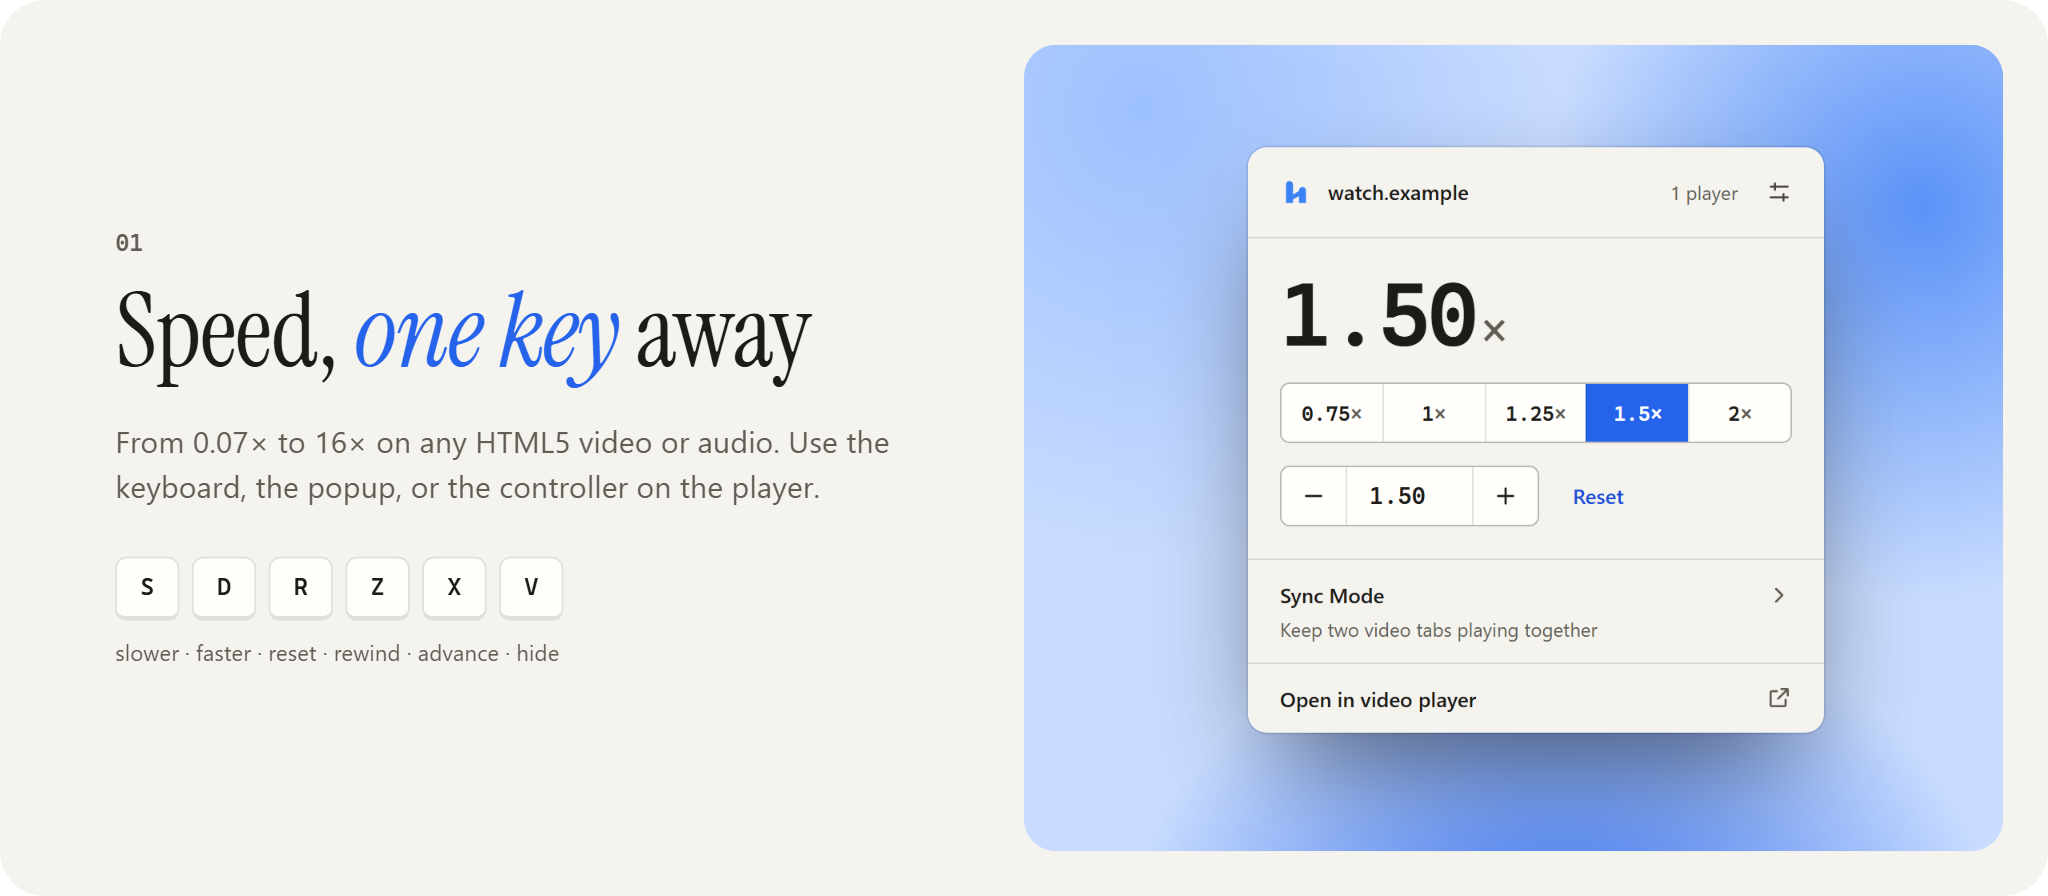 01
Speed, one key away
From 0.07× to 16× on any HTML5 video or audio. Use the
keyboard, the popup, or the controller on the player.
S D R Z X V
slower · faster · reset · rewind · advance · hide
watch.example 1 player
1.50×
0.75× 1× 1.25× 1.5× 2×
− 1.50 + Reset
Sync Mode
Keep two video tabs playing together
Open in video player